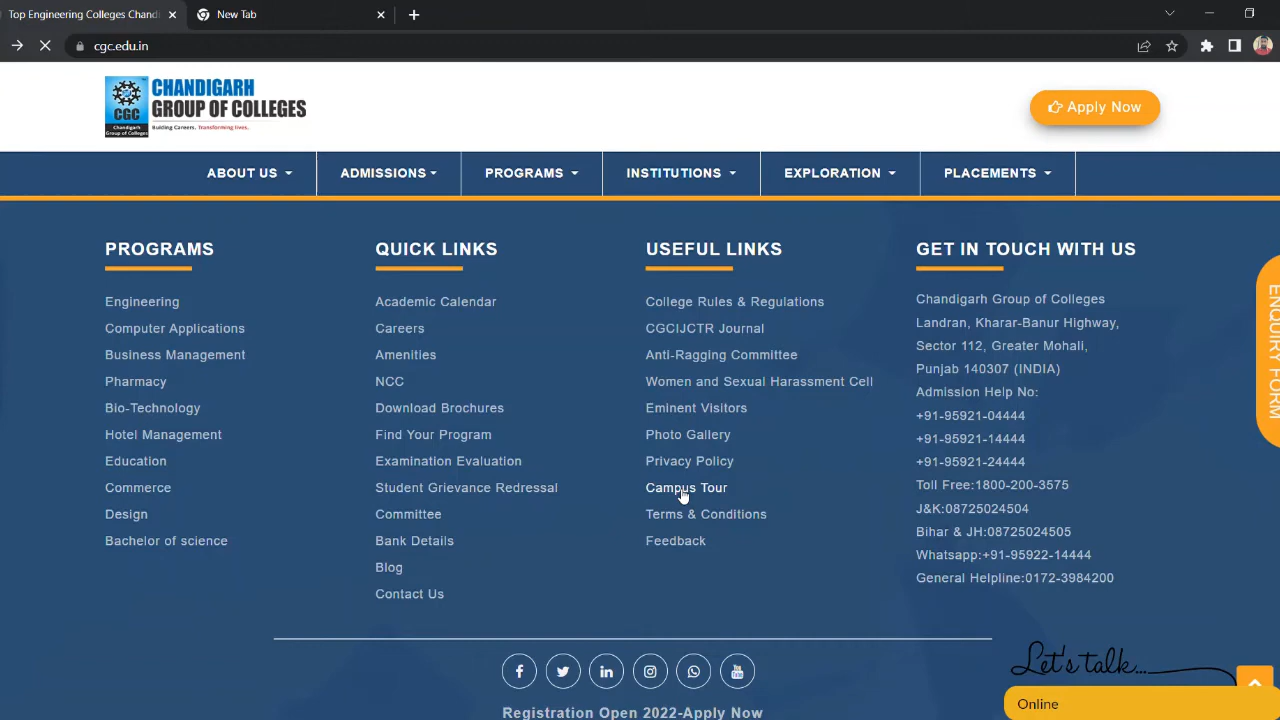 Top Engineering Colleges Chandi
New Tab
cgc.edu.in
CGC
Chandigarh
Group of Colleges
CHANDIGARH
GROUP OF COLLEGES
Building Careers. Transforming lives.
Apply Now
ABOUT US
ADMISSIONS
PROGRAMS
INSTITUTIONS
EXPLORATION
PLACEMENTS
PROGRAMS
Engineering
Computer Applications
Business Management
Pharmacy
Bio-Technology
Hotel Management
Education
Commerce
Design
Bachelor of science
QUICK LINKS
Academic Calendar
Careers
Amenities
NCC
Download Brochures
Find Your Program
Examination Evaluation
Student Grievance Redressal
Committee
Bank Details
Blog
Contact Us
USEFUL LINKS
College Rules & Regulations
CGCIJCTR Journal
Anti-Ragging Committee
Women and Sexual Harassment Cell
Eminent Visitors
Photo Gallery
Privacy Policy
Campus Tour
Terms & Conditions
Feedback
GET IN TOUCH WITH US
Chandigarh Group of Colleges
Landran, Kharar-Banur Highway,
Sector 112, Greater Mohali,
Punjab 140307 (INDIA)
Admission Help No:
+91-95921-04444
+91-95921-14444
+91-95921-24444
Toll Free:1800-200-3575
J&K:08725024504
Bihar & JH:08725024505
Whatsapp:+91-95922-14444
General Helpline:0172-3984200
ENQUIRY FORM
Let's talk...
Online
Registration Open 2022-Apply Now